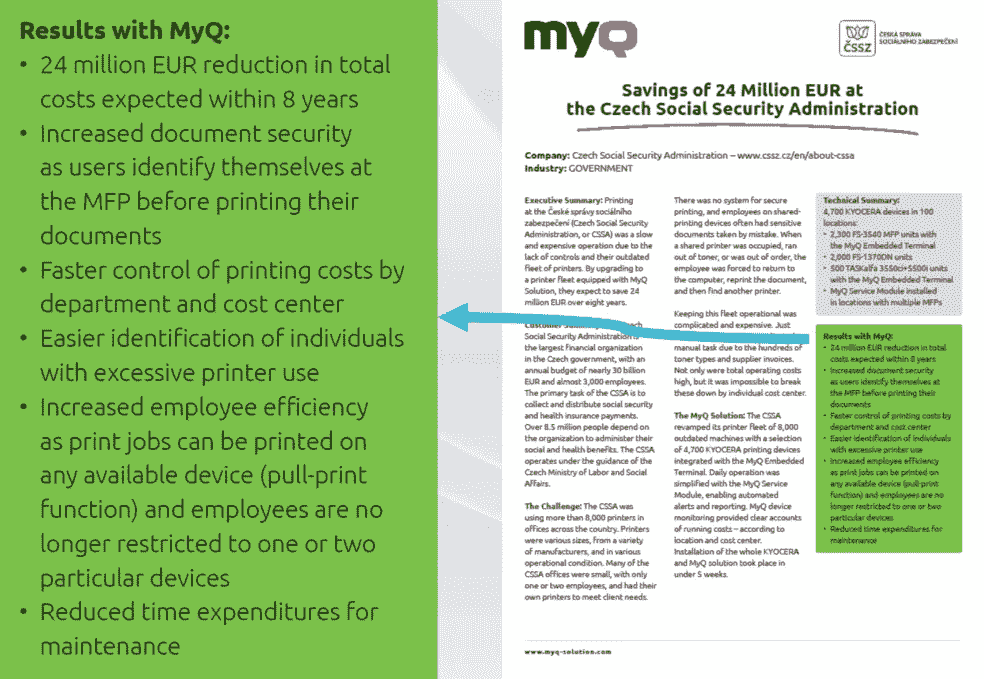 Results with MyQ:
• 24 million EUR reduction in total
costs expected within 8 years
• Increased document security
as users identify themselves at
the MFP before printing their
documents
• Faster control of printing costs by
department and cost center
• Easier identification of individuals
with excessive printer use
• Increased employee efficiency
as print jobs can be printed on
any available device (pull-print
function) and employees are no
longer restricted to one or two
particular devices
• Reduced time expenditures for
maintenance
myQ
ČSSZ
ČESKÁ SPRÁVA
SOCIÁLNÍHO ZABEZPEČENÍ
Savings of 24 Million EUR at
the Czech Social Security Administration
Company: Czech Social Security Administration – www.cssz.cz/en/about-cssa
Industry: GOVERNMENT
Executive Summary: Printing
at the České správy sociálního
zabezpečení (Czech Social Security
Administration, or CSSA) was a slow
and expensive operation due to the
lack of controls and their outdated
fleet of printers. By upgrading to
a printer fleet equipped with MyQ
Solution, they expect to save 24
million EUR over eight years.
Social Security Administration is
the largest financial organization
in the Czech government, with an
annual budget of nearly 30 billion
EUR and almost 3,000 employees.
The primary task of the CSSA is to
collect and distribute social security
and health insurance payments.
Over 8.5 million people depend on
the organization to administer their
social and health benefits. The CSSA
operates under the guidance of the
Czech Ministry of Labor and Social
Affairs.
The Challenge: The CSSA was
using more than 8,000 printers in
offices across the country. Printers
were various sizes, from a variety
of manufacturers, and in various
operational condition. Many of the
CSSA offices were small, with only
one or two employees, and had their
own printers to meet client needs.
There was no system for secure
printing, and employees on shared-
printing devices often had sensitive
documents taken by mistake. When
a shared printer was occupied, ran
out of toner, or was out of order, the
employee was forced to return to
the computer, reprint the document,
and then find another printer.
Keeping this fleet operational was
complicated and expensive. Just
manual task due to the hundreds of
toner types and supplier invoices.
Not only were total operating costs
high, but it was impossible to break
these down by individual cost center.
The MyQ Solution: The CSSA
revamped its printer fleet of 8,000
outdated machines with a selection
of 4,700 KYOCERA printing devices
integrated with the MyQ Embedded
Terminal. Daily operation was
simplified with the MyQ Service
Module, enabling automated
alerts and reporting. MyQ device
monitoring provided clear accounts
of running costs – according to
location and cost center.
Installation of the whole KYOCERA
and MyQ solution took place in
under 5 weeks.
Technical Summary:
4,700 KYOCERA devices in 100
locations:
• 2,300 FS-3540 MFP units with
the MyQ Embedded Terminal
• 2,000 FS-1370DN units
• 500 TASKalfa 3550ci+5500i units
with the MyQ Embedded Terminal
• MyQ Service Module installed
in locations with multiple MFPs
Results with MyQ:
• 24 million EUR reduction in total
costs expected within 8 years
• Increased document security
as users identify themselves at
the MFP before printing their
documents
• Faster control of printing costs by
department and cost center
• Easier identification of individuals
with excessive printer use
• Increased employee efficiency
as print jobs can be printed on
any available device (pull-print
function) and employees are no
longer restricted to one or two
particular devices
• Reduced time expenditures for
maintenance
www.myq-solution.com